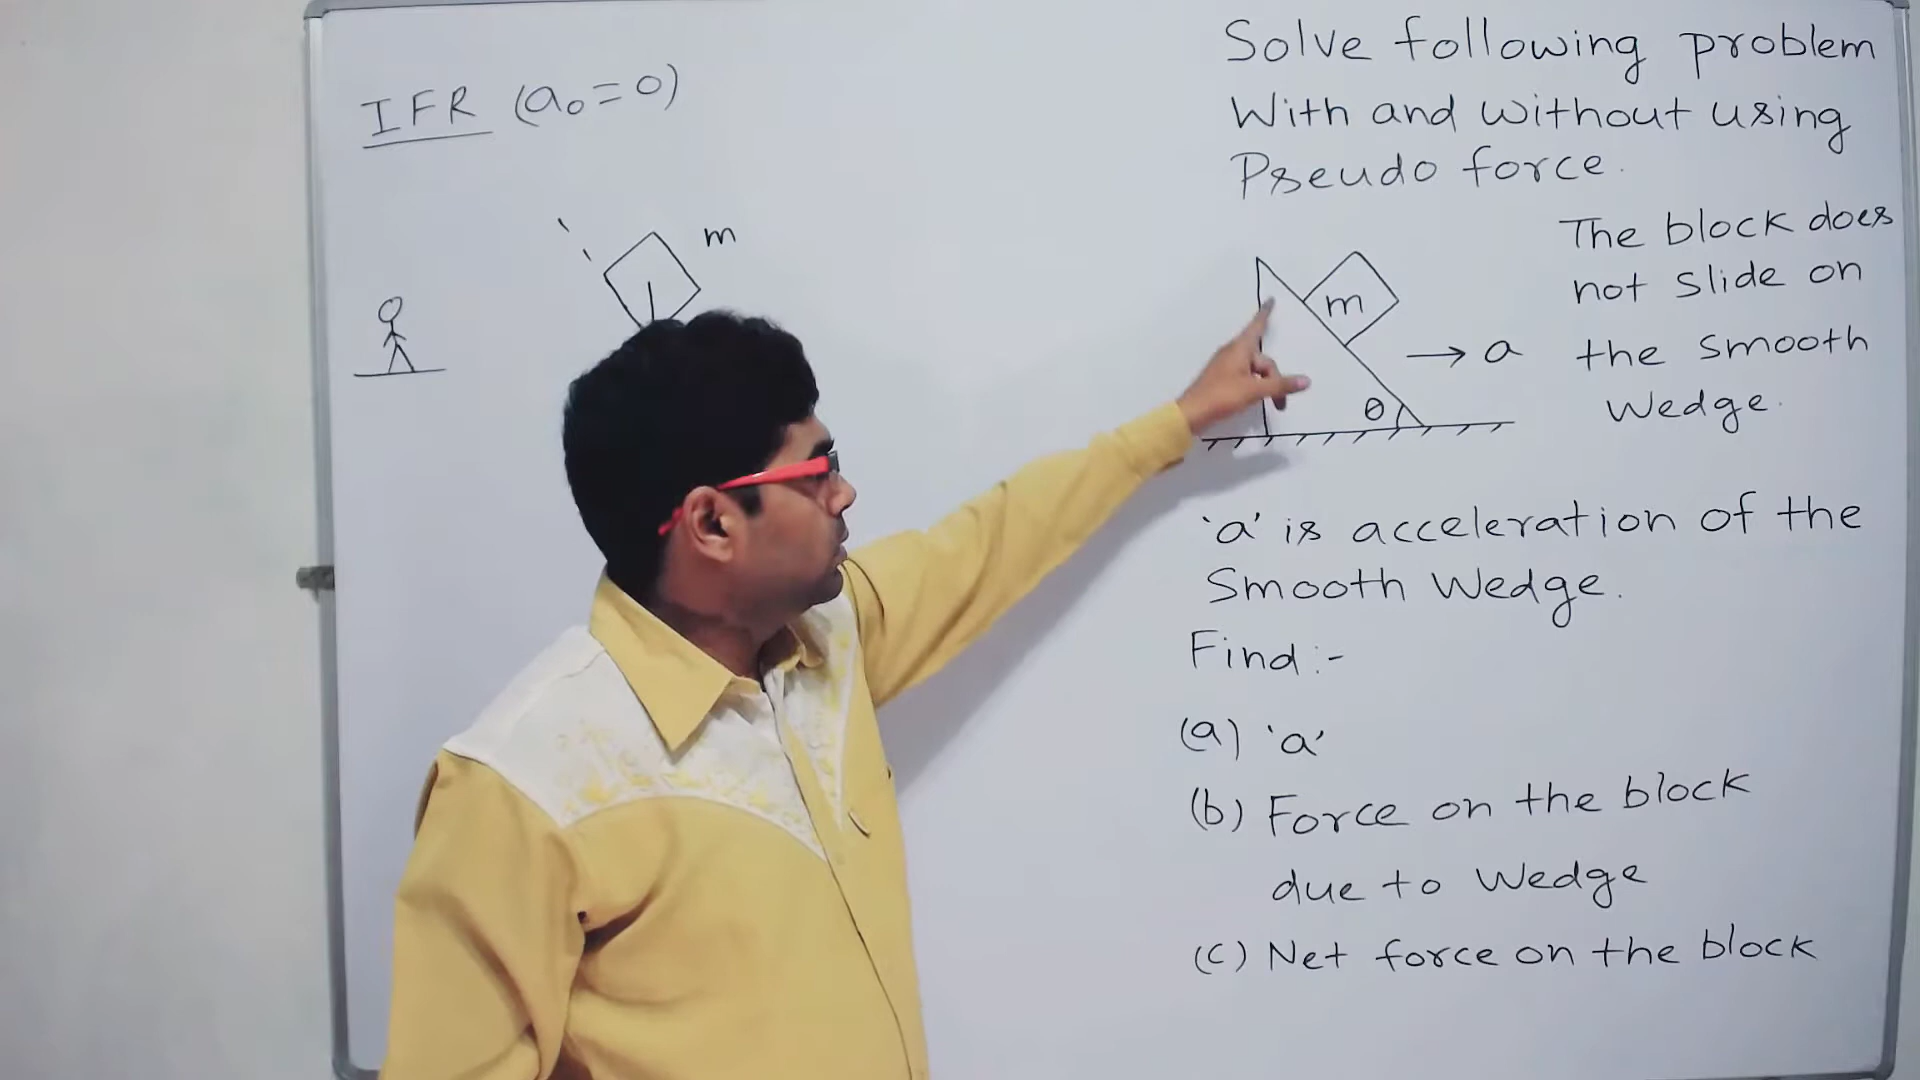 IFR (a₀=0)
m
Solve following problem
With and without using
Pseudo force.
The block does
not slide on
the smooth
Wedge.
m
a
θ
'a' is acceleration of the
Smooth Wedge.
Find:-
(a) 'a'
(b) Force on the block
due to Wedge
(c) Net force on the block